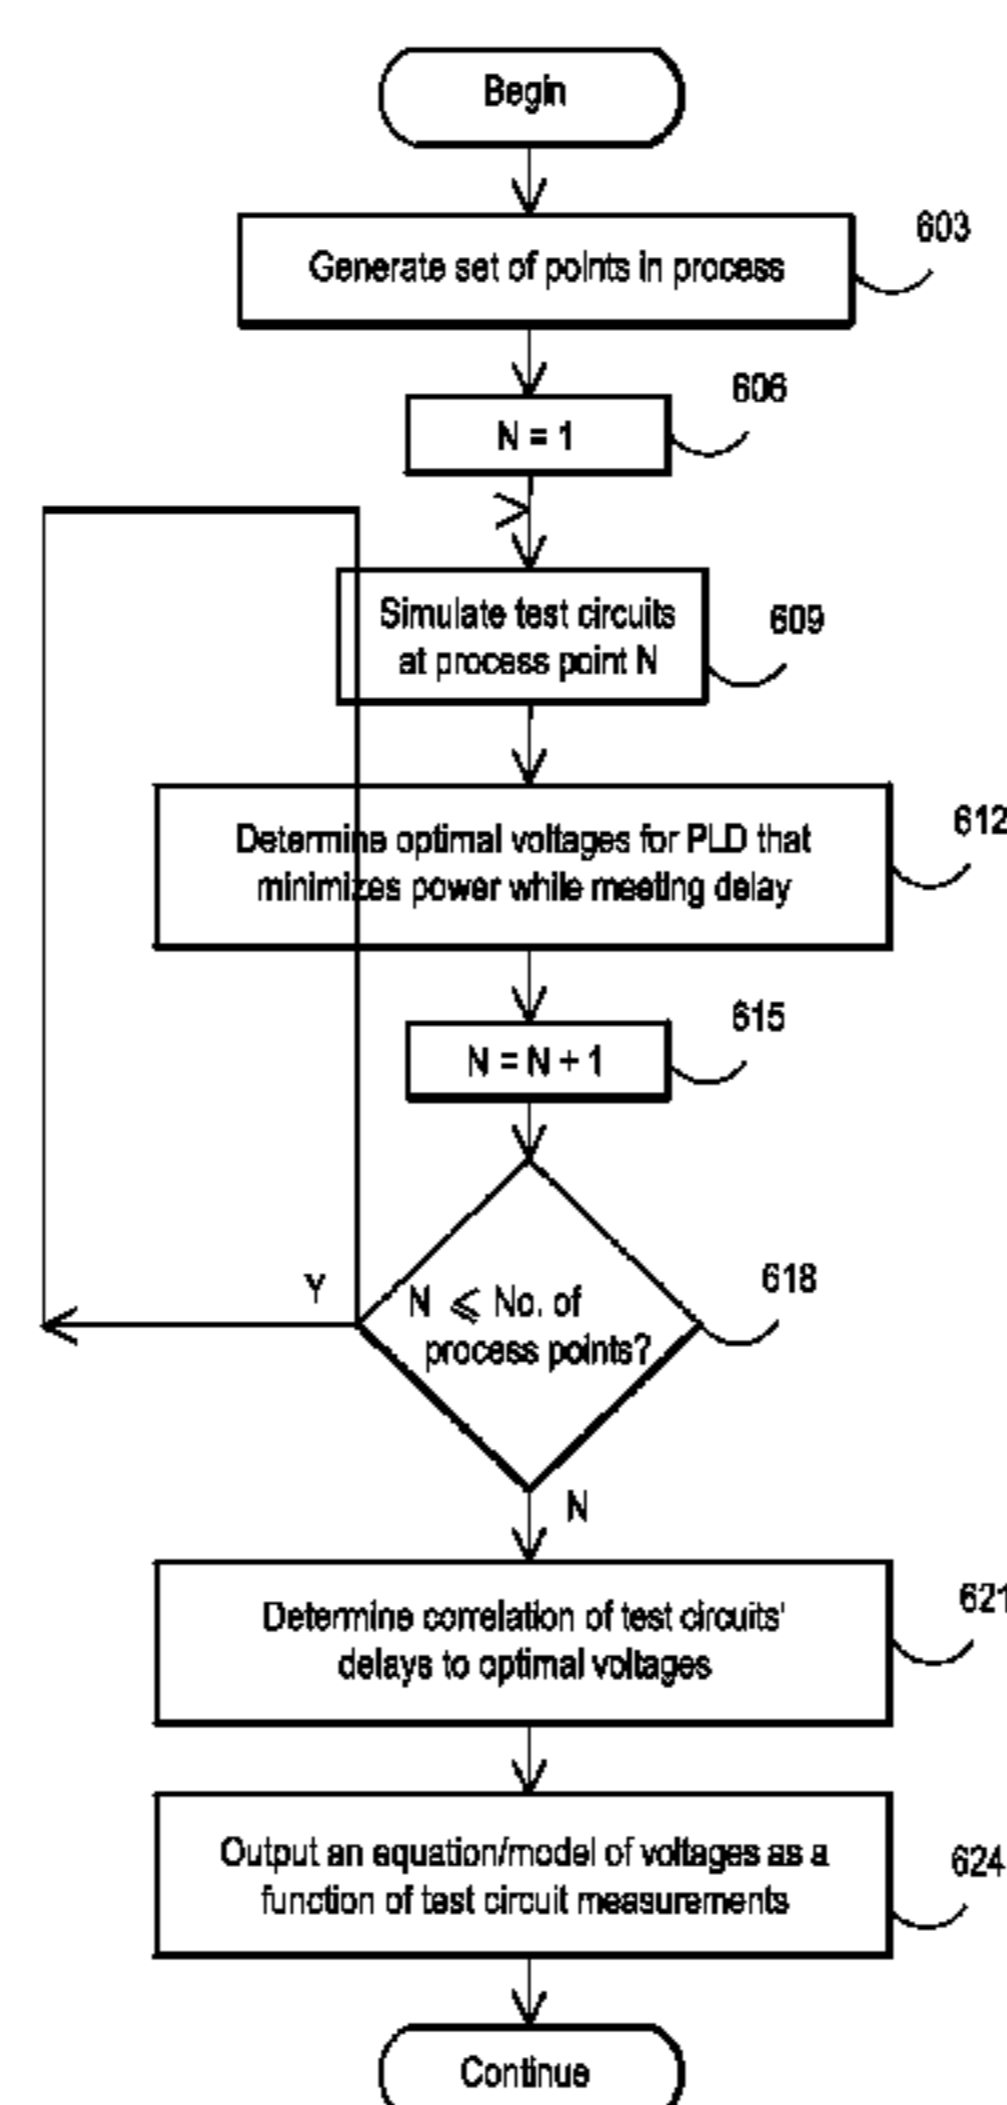 Begin
Generate set of points in process
603
N = 1
606
Simulate test circuits
at process point N
609
Determine optimal voltages for PLD that
minimizes power while meeting delay
612
N = N + 1
615
Y
N ⩽ No. of
process points?
618
N
Determine correlation of test circuits'
delays to optimal voltages
621
Output an equation/model of voltages as a
function of test circuit measurements
624
Continue